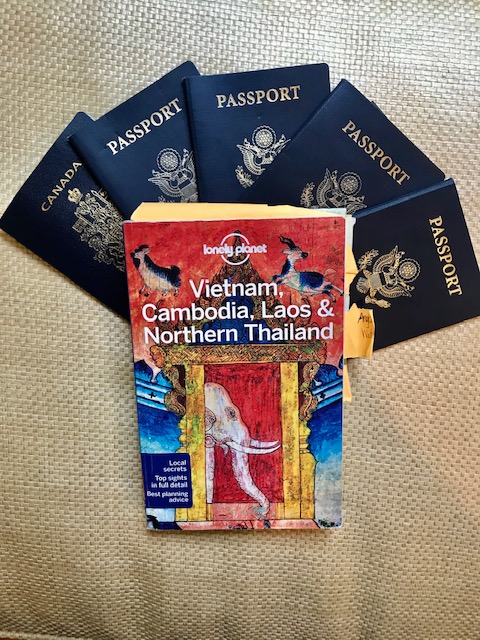 CANADA
PASSPORT
PASSPORT
PASSPORT
PASSPORT
lonely planet
Vietnam,
Cambodia, Laos &
Northern Thailand
Local
secrets
Top sights
in full detail
Best planning
advice